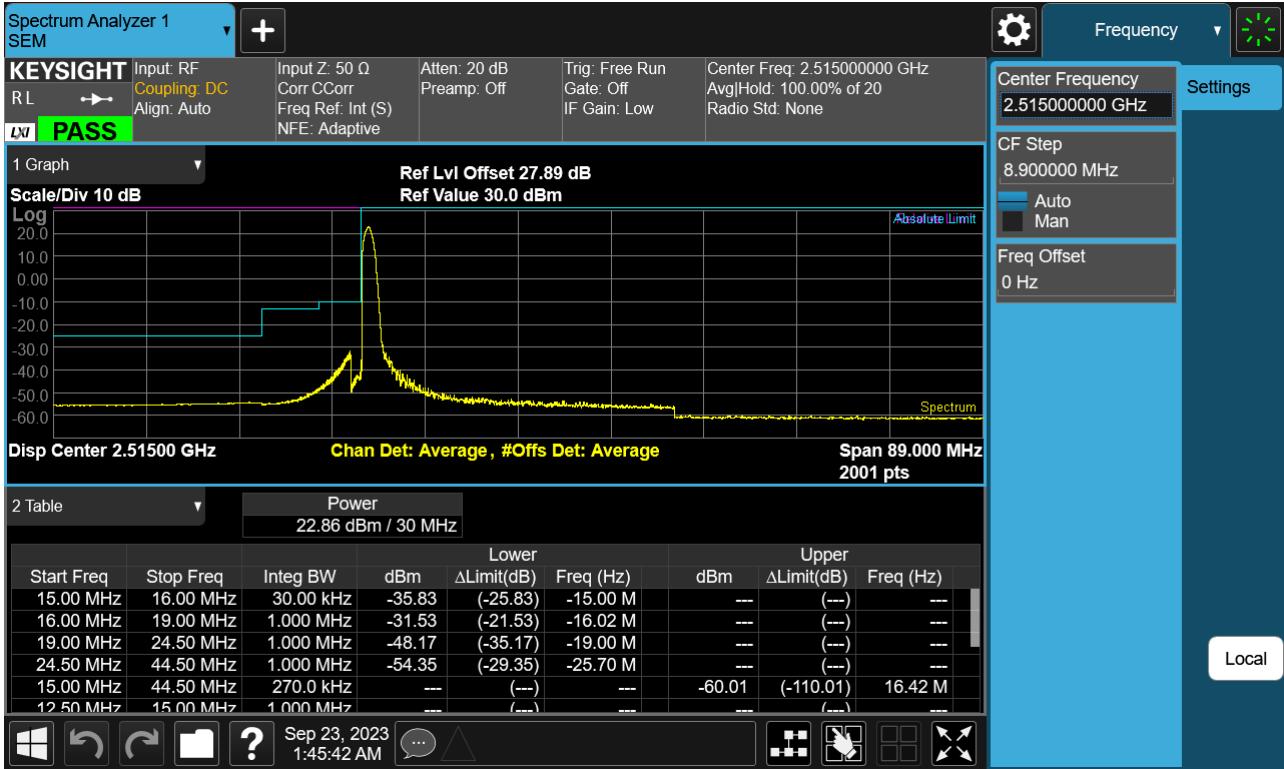 Spectrum Analyzer 1
SEM
Frequency
KEYSIGHT
R L
LXI
PASS
Input: RF
Coupling: DC
Align: Auto
Input Z: 50 Ω
Corr CCorr
Freq Ref: Int (S)
NFE: Adaptive
Atten: 20 dB
Preamp: Off
Trig: Free Run
Gate: Off
IF Gain: Low
Center Freq: 2.515000000 GHz
Avg|Hold: 100.00% of 20
Radio Std: None
Center Frequency
2.515000000 GHz
Settings
CF Step
8.900000 MHz
Auto
Man
Freq Offset
0 Hz
Local
1 Graph
Scale/Div 10 dB
Ref Lvl Offset 27.89 dB
Ref Value 30.0 dBm
Log
20.0
10.0
0.00
-10.0
-20.0
-30.0
-40.0
-50.0
-60.0
Absolute Limit
Spectrum
Disp Center 2.51500 GHz
Chan Det: Average , #Offs Det: Average
Span 89.000 MHz
2001 pts
2 Table
Power
22.86 dBm / 30 MHz
Lower Upper
Start Freq Stop Freq Integ BW dBm ΔLimit(dB) Freq (Hz) dBm ΔLimit(dB) Freq (Hz)
15.00 MHz 16.00 MHz 30.00 kHz -35.83 (-25.83) -15.00 M --- (---) ---
16.00 MHz 19.00 MHz 1.000 MHz -31.53 (-21.53) -16.02 M --- (---) ---
19.00 MHz 24.50 MHz 1.000 MHz -48.17 (-35.17) -19.00 M --- (---) ---
24.50 MHz 44.50 MHz 1.000 MHz -54.35 (-29.35) -25.70 M --- (---) ---
15.00 MHz 44.50 MHz 270.0 kHz --- (---) --- -60.01 (-110.01) 16.42 M
12.50 MHz 15.00 MHz 1.000 MHz --- (---) --- --- (---) ---
Sep 23, 2023
1:45:42 AM